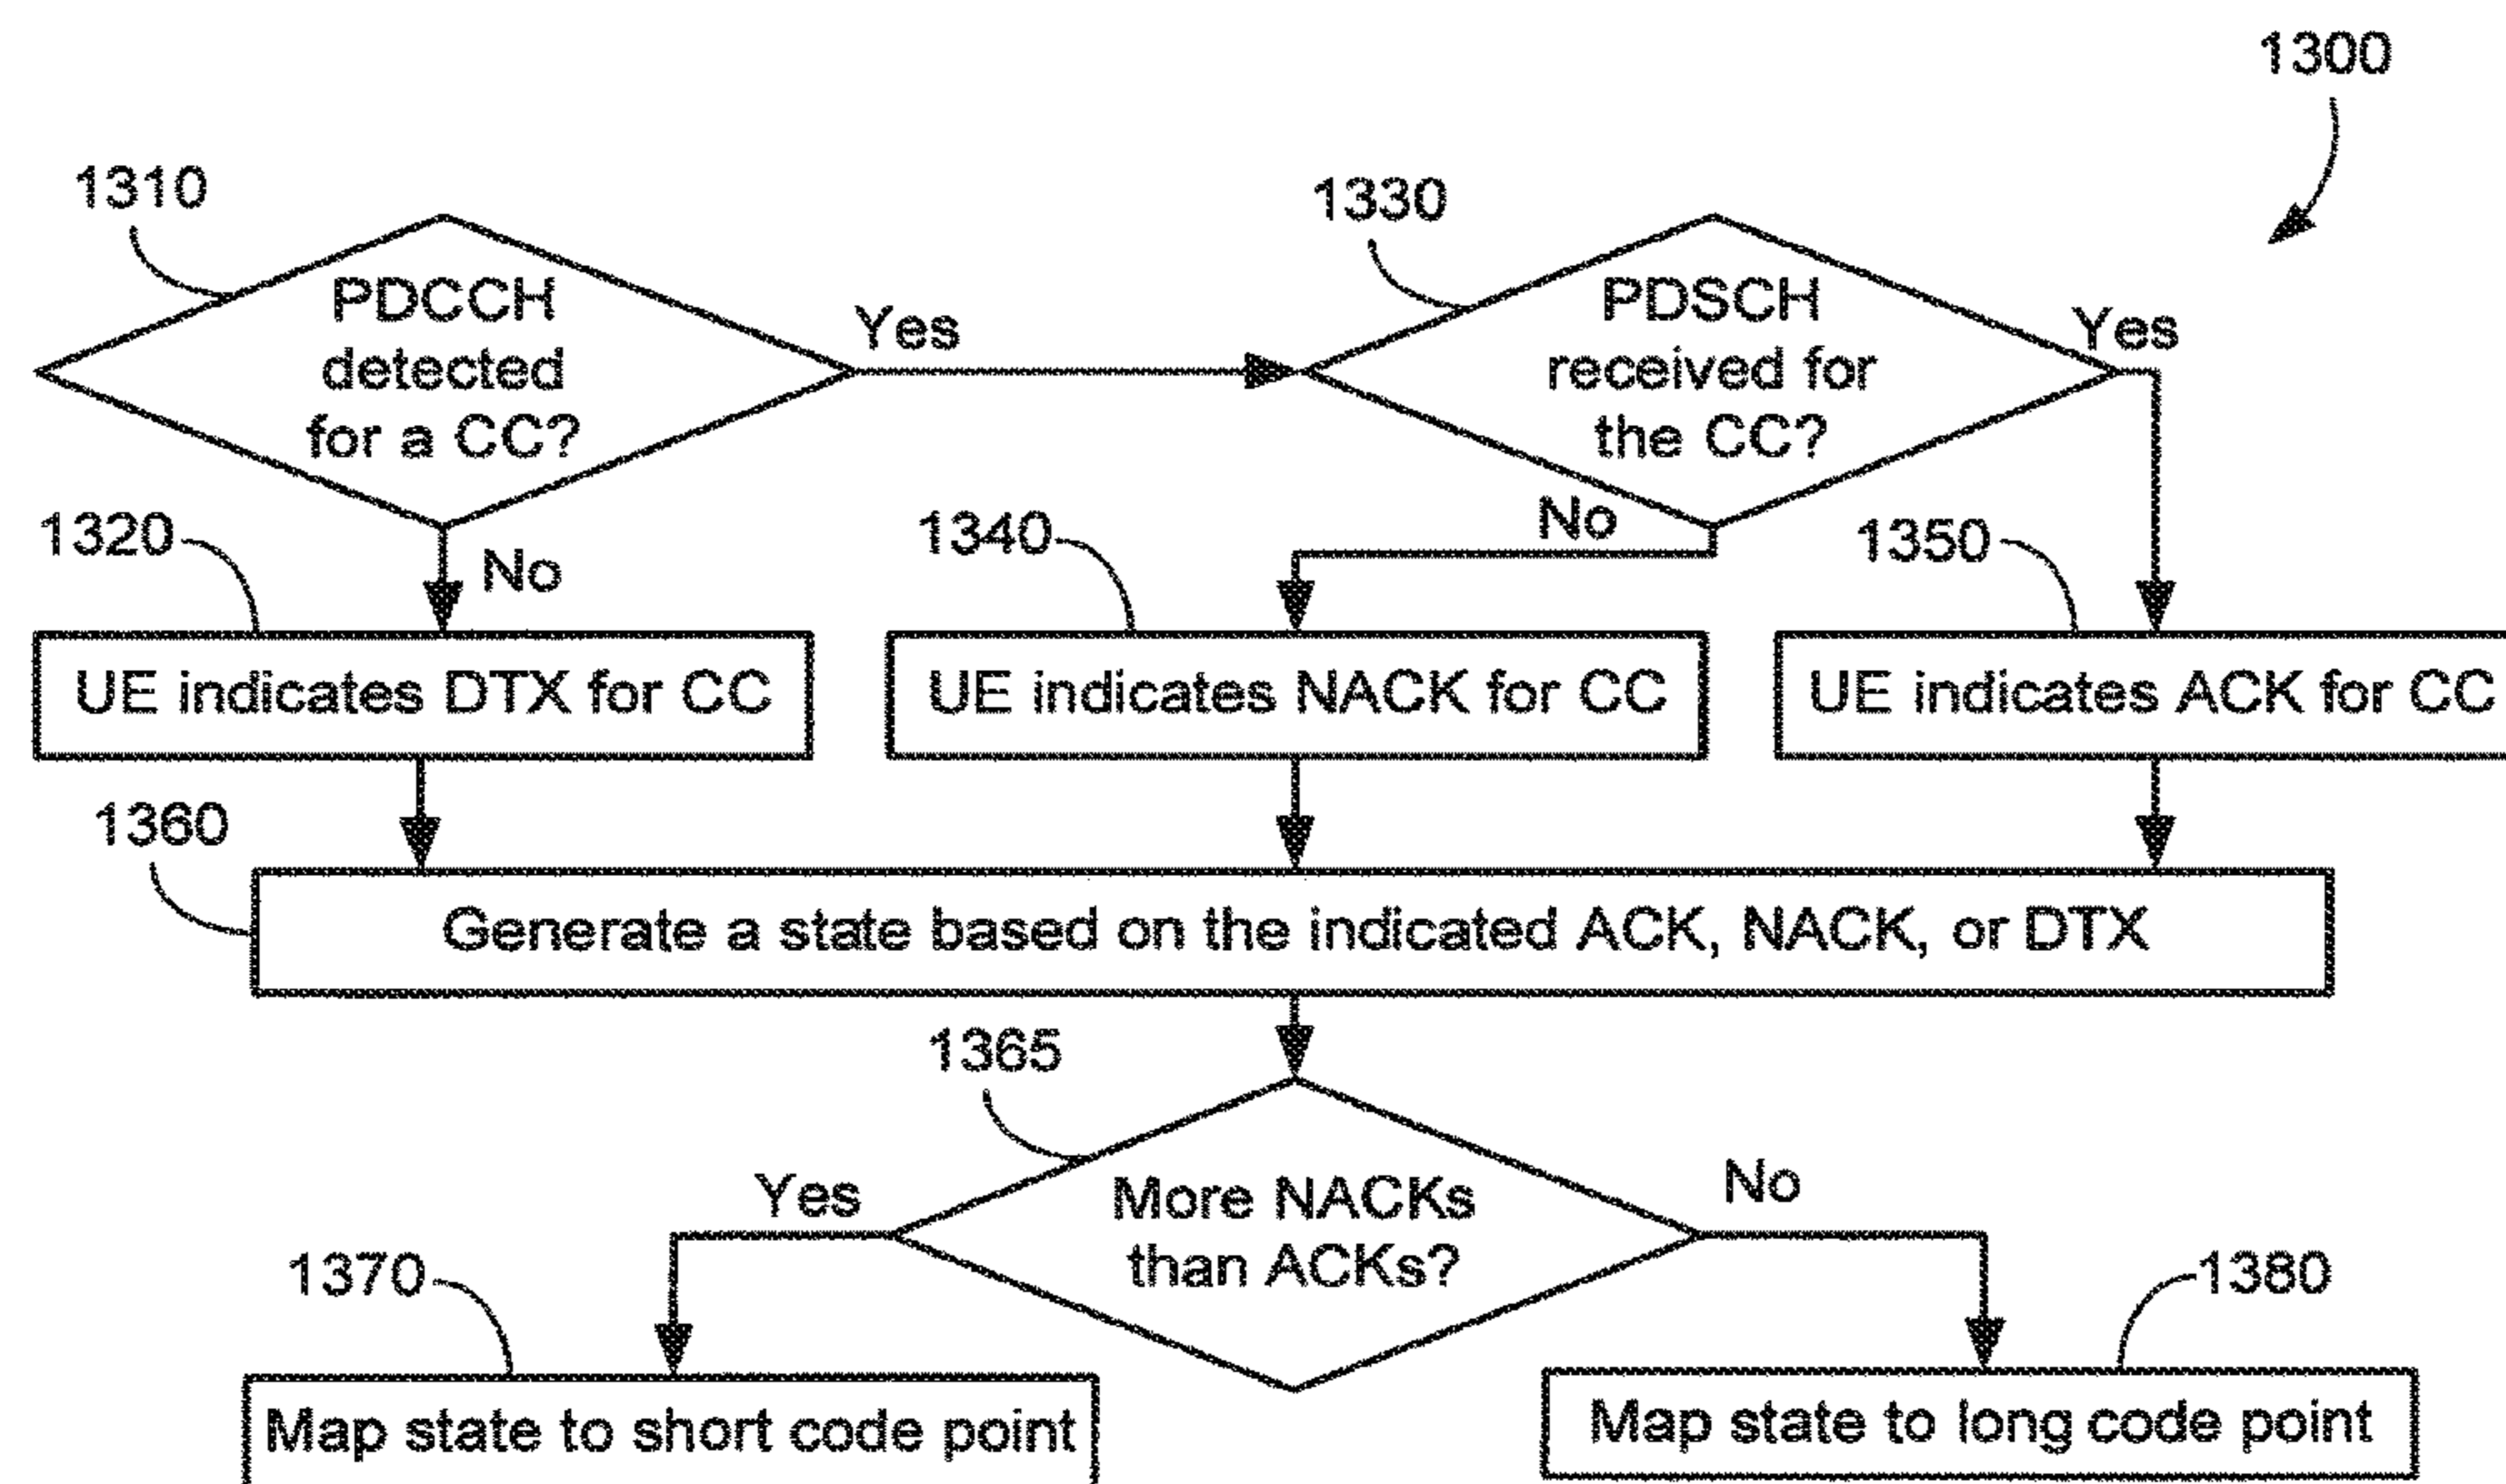 1300
1310
1330
PDCCH
detected
for a CC?
Yes
PDSCH
received for
the CC?
Yes
1320
No
1340
No
1350
UE indicates DTX for CC
UE indicates NACK for CC
UE indicates ACK for CC
1360
Generate a state based on the indicated ACK, NACK, or DTX
1365
More NACKs
than ACKs?
Yes
No
1370
1380
Map state to short code point
Map state to long code point